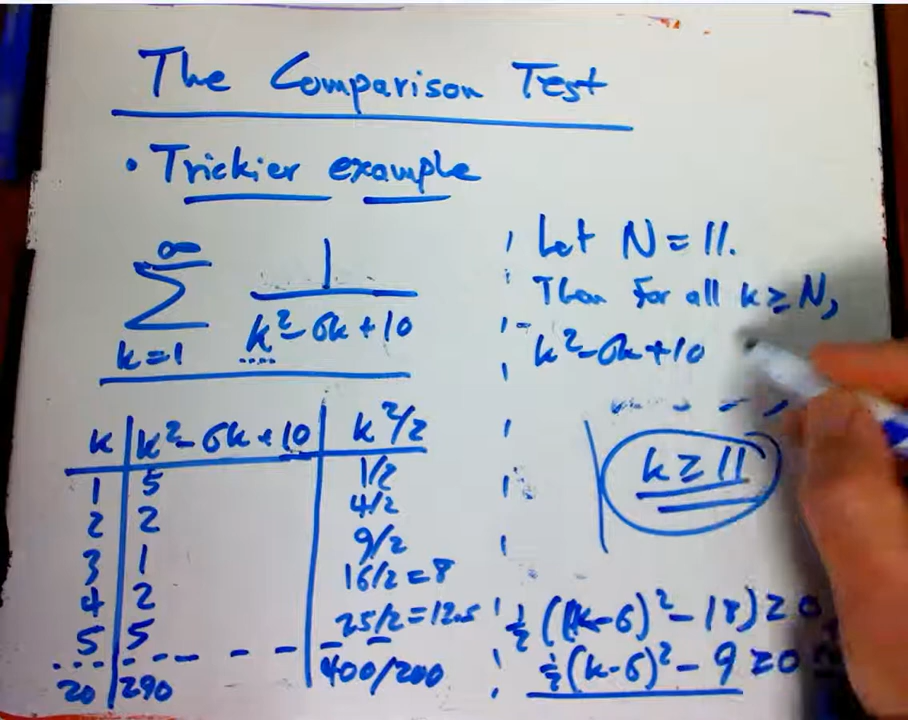 The Comparison Test
• Trickier example
∞
∑ 1/(k²-6k+10)
k=1
k | k²-6k+10 | k²/2
1 | 5 | 1/2
2 | 2 | 4/2
3 | 1 | 9/2
4 | 2 | 16/2=8
5 | 5 | 25/2=12.5
20 | 290 | 400/200
Let N = 11.
Then for all k ≥ N,
k²-6k+10
k ≥ 11
½((k-6)²-18) ≥ 0
½(k-6)²-9 ≥ 0